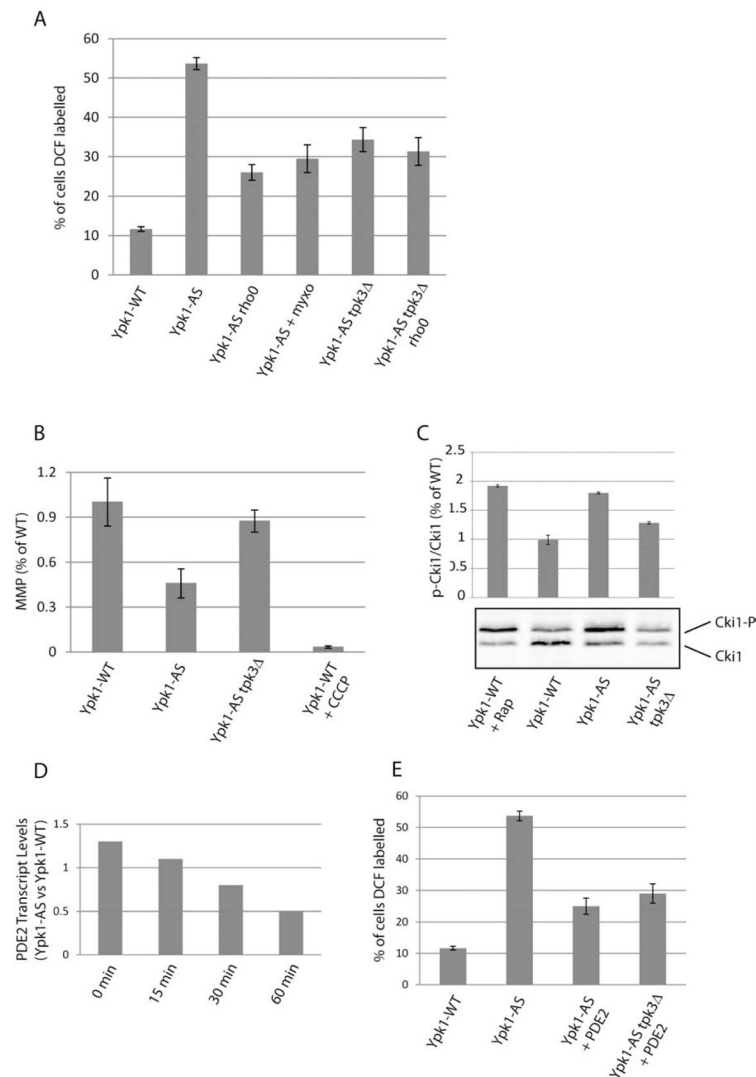 A
60
50
40
30
20
10
0
% of cells DCF labelled
Ypk1-WT
Ypk1-AS
Ypk1-AS rho0
Ypk1-AS + myxo
Ypk1-AS tpk3Δ
Ypk1-AS tpk3Δ
rho0
B
1.2
0.9
0.6
0.3
0
MMP (% of WT)
Ypk1-WT
Ypk1-AS
Ypk1-AS tpk3Δ
Ypk1-WT
+ CCCP
C
2.5
2
1.5
1
0.5
0
p-Cki1/Cki1 (% of WT)
Cki1-P
Cki1
Ypk1-WT
+ Rap
Ypk1-WT
Ypk1-AS
Ypk1-AS
tpk3Δ
D
1.5
1
0.5
0
PDE2 Transcript Levels
(Ypk1-AS vs Ypk1-WT)
0 min
15 min
30 min
60 min
E
60
50
40
30
20
10
0
% of cells DCF labelled
Ypk1-WT
Ypk1-AS
Ypk1-AS
+ PDE2
Ypk1-AS tpk3Δ
+ PDE2